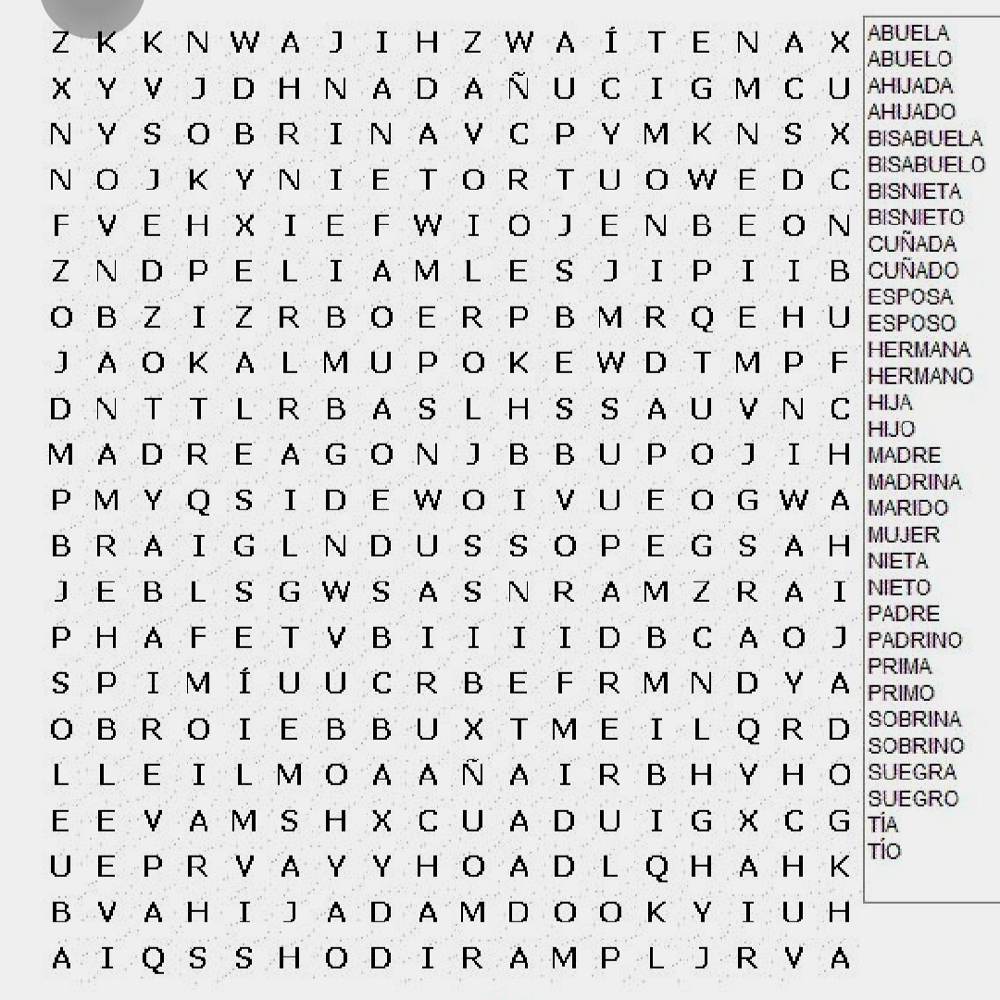 Z K K N W A J I H Z W A Í T E N A X
X Y V J D H N A D A Ñ U C I G M C U
N Y S O B R I N A V C P Y M K N S X
N O J K Y N I E T O R T U O W E D C
F V E H X I E F W I O J E N B E O N
Z N D P E L I A M L E S J I P I I B
O B Z I Z R B O E R P B M R Q E H U
J A O K A L M U P O K E W D T M P F
D N T T L R B A S L H S S A U V N C
M A D R E A G O N J B B U P O J I H
P M Y Q S I D E W O I V U E O G W A
B R A I G L N D U S S O P E G S A H
J E B L S G W S A S N R A M Z R A I
P H A F E T V B I I I I D B C A O J
S P I M Í U U C R B E F R M N D Y A
O B R O I E B B U X T M E I L Q R D
L L E I L M O A A Ñ A I R B H Y H O
E E V A M S H X C U A D U I G X C G
U E P R V A Y Y H O A D L Q H A H K
B V A H I J A D A M D O O K Y I U H
A I Q S S H O D I R A M P L J R V A
ABUELA
ABUELO
AHIJADA
AHIJADO
BISABUELA
BISABUELO
BISNIETA
BISNIETO
CUÑADA
CUÑADO
ESPOSA
ESPOSO
HERMANA
HERMANO
HIJA
HIJO
MADRE
MADRINA
MARIDO
MUJER
NIETA
NIETO
PADRE
PADRINO
PRIMA
PRIMO
SOBRINA
SOBRINO
SUEGRA
SUEGRO
TÍA
TÍO